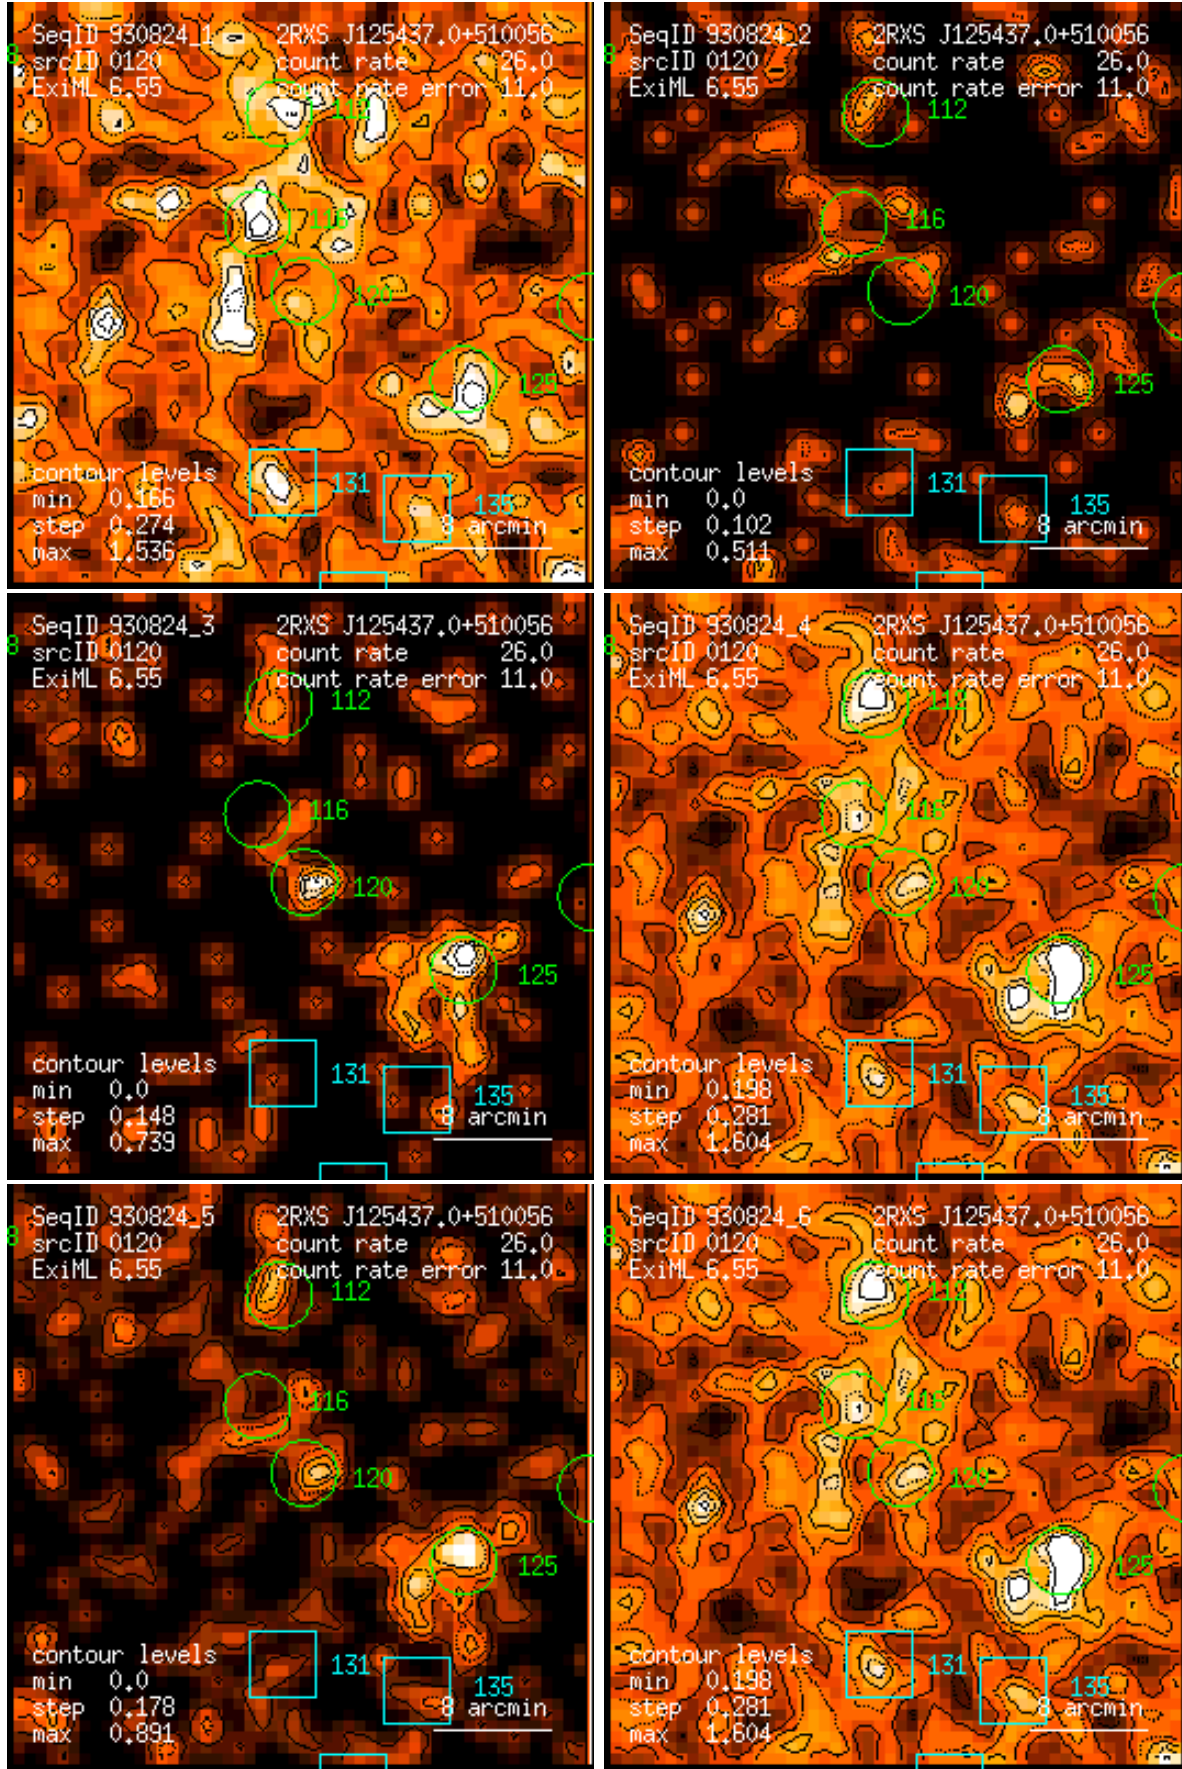 SeqID 930824_1 2RXS J125437.0+510056
8
srcID 0120 count rate 26.0
ExiML 6.55 count rate error 11.0
112
116
120
125
contour levels
131
min 0.166
135
step 0.274
8 arcmin
max 1.536
SeqID 930824_2 2RXS J125437.0+510056
8
srcID 0120 count rate 26.0
ExiML 6.55 count rate error 11.0
112
116
120
125
contour levels
131
min 0.0
135
step 0.102
8 arcmin
max 0.511
SeqID 930824_3 2RXS J125437.0+510056
8
srcID 0120 count rate 26.0
ExiML 6.55 count rate error 11.0
112
116
120
125
contour levels
131
min 0.0
135
step 0.148
8 arcmin
max 0.739
SeqID 930824_4 2RXS J125437.0+510056
8
srcID 0120 count rate 26.0
ExiML 6.55 count rate error 11.0
112
116
120
125
contour levels
131
min 0.198
135
step 0.281
8 arcmin
max 1.604
SeqID 930824_5 2RXS J125437.0+510056
8
srcID 0120 count rate 26.0
ExiML 6.55 count rate error 11.0
112
116
120
125
contour levels
131
min 0.0
135
step 0.178
8 arcmin
max 0.891
SeqID 930824_6 2RXS J125437.0+510056
8
srcID 0120 count rate 26.0
ExiML 6.55 count rate error 11.0
112
116
120
125
contour levels
131
min 0.198
135
step 0.281
8 arcmin
max 1.604